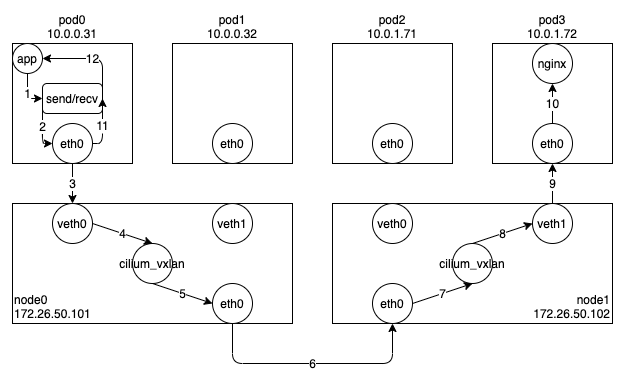 pod0
10.0.0.31
pod1
10.0.0.32
pod2
10.0.1.71
pod3
10.0.1.72
app
12
nginx
1
send/recv
10
2
11
eth0
eth0
eth0
eth0
3
9
veth0
veth1
veth0
veth1
4
8
cilium_vxlan
cilium_vxlan
5
7
eth0
eth0
node0
172.26.50.101
node1
172.26.50.102
6